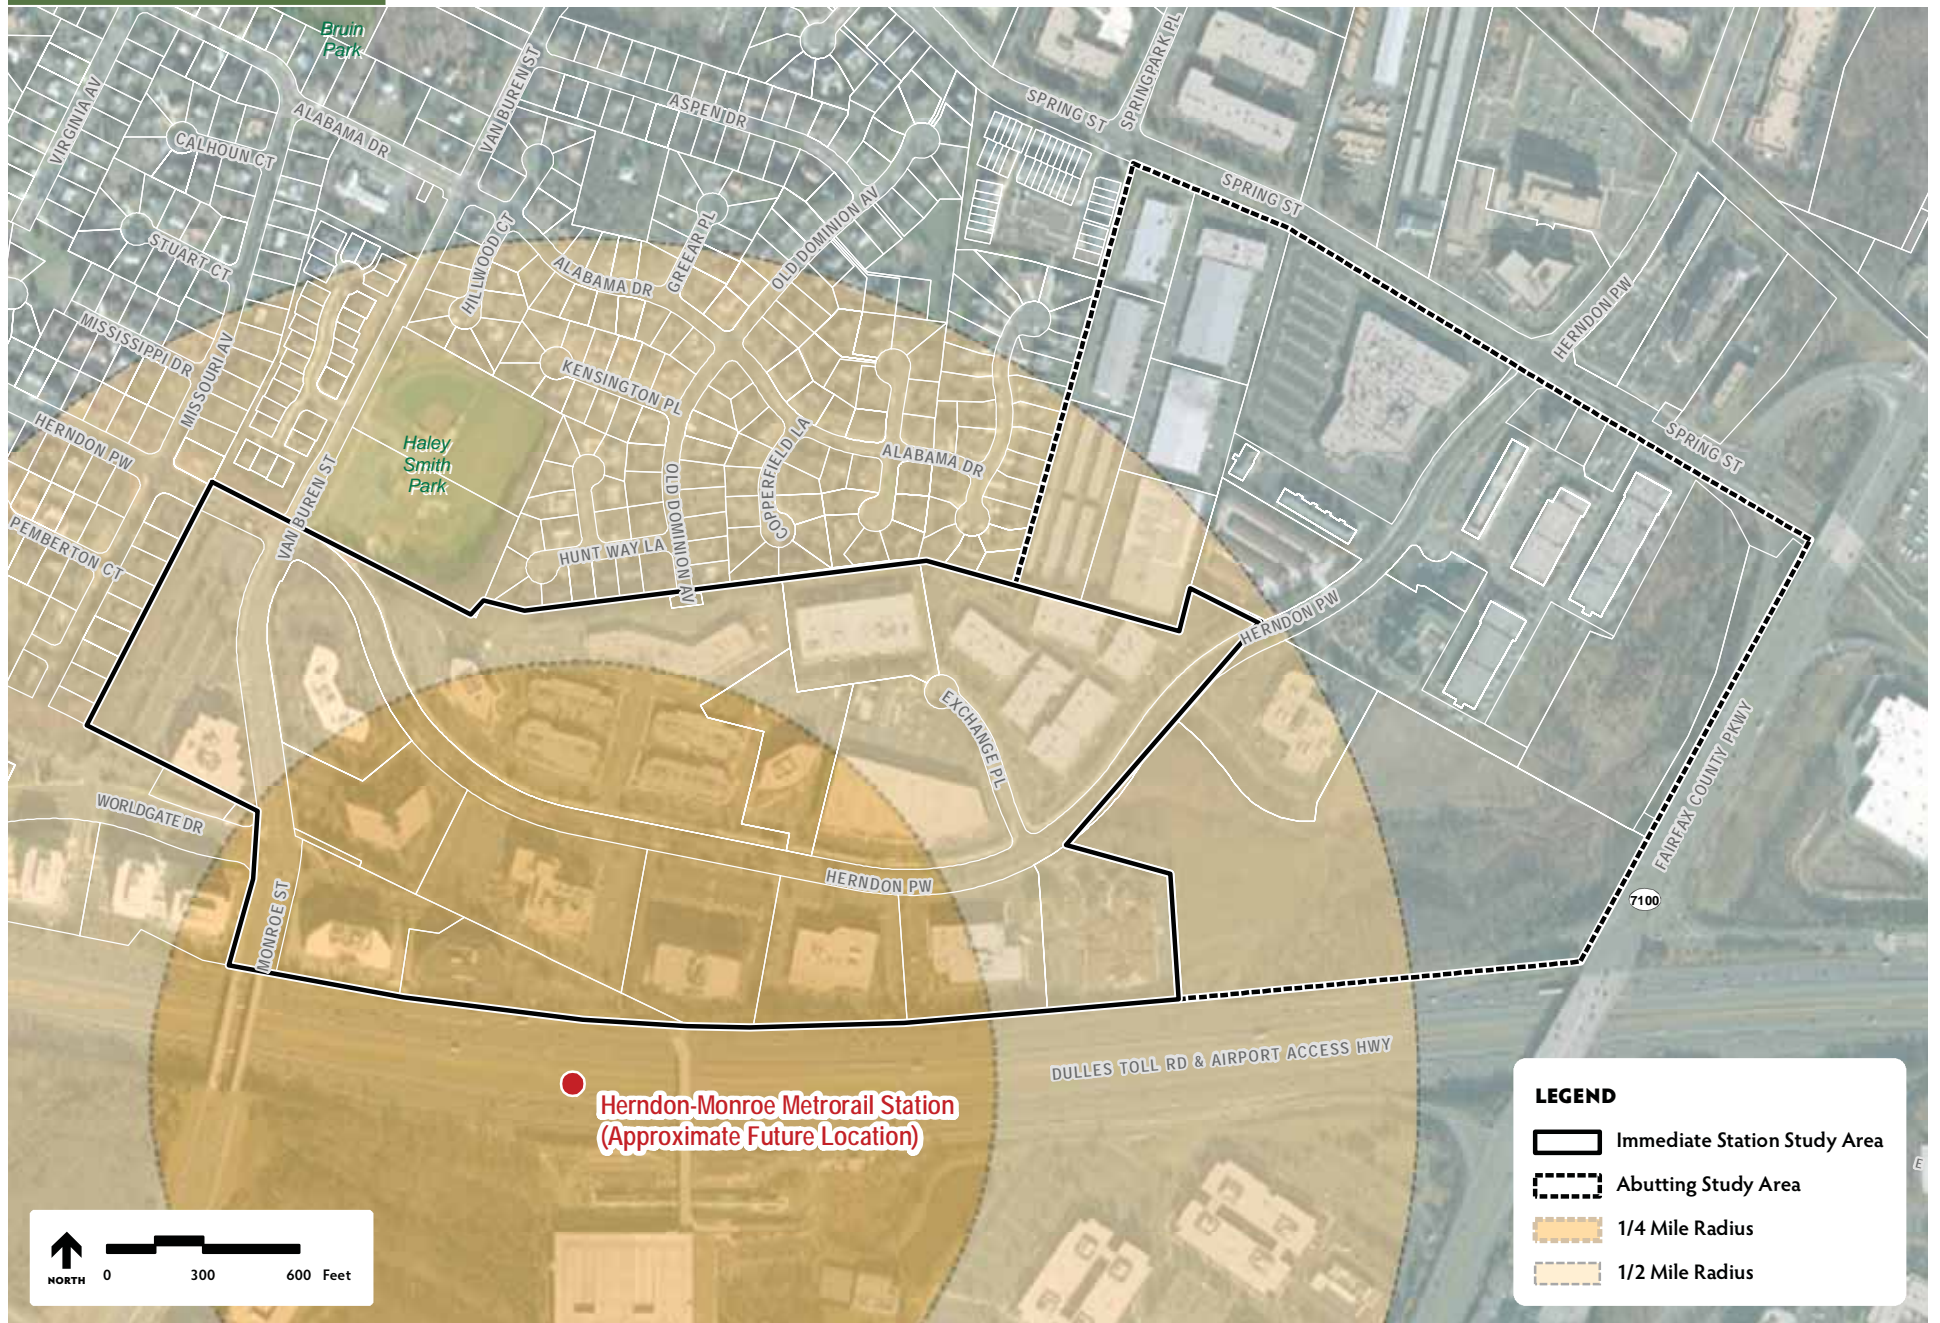 Bruin
Park
VIRGINIA AV
CALHOUN CT
ALABAMA DR
VAN BUREN ST
ASPEN DR
SPRING ST
SPRINGPARK PL
STUART CT
HILLWOOD CT
ALABAMA DR
GREEAR PL
OLD DOMINION AV
SPRING ST
HERNDON PW
MISSISSIPPI DR
MISSOURI AV
KENSINGTON PL
HERNDON PW
Haley
Smith
Park
COPPERFIELD LA
ALABAMA DR
SPRING ST
PEMBERTON CT
VAN BUREN ST
HUNT WAY LA
OLD DOMINION AV
HERNDON PW
EXCHANGE PL
FAIRFAX COUNTY PKWY
WORLDGATE DR
HERNDON PW
7100
MONROE ST
DULLES TOLL RD & AIRPORT ACCESS HWY
Herndon-Monroe Metrorail Station
(Approximate Future Location)
LEGEND
Immediate Station Study Area
Abutting Study Area
1/4 Mile Radius
1/2 Mile Radius
E
NORTH
0 300 600 Feet